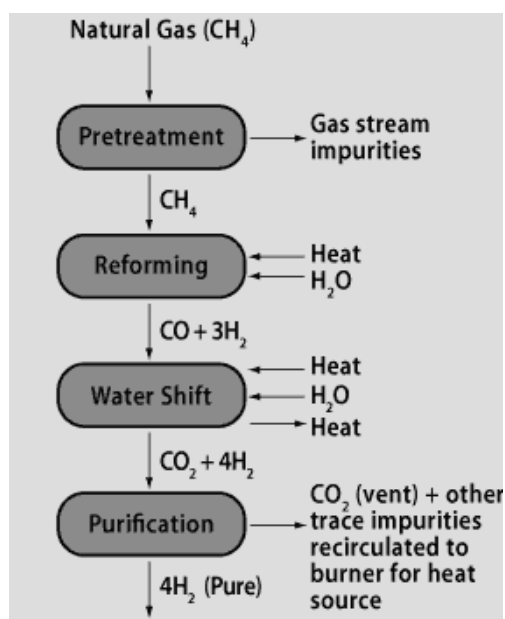 Natural Gas (CH₄)
Pretreatment
Gas stream
impurities
CH₄
Reforming
Heat
H₂O
CO + 3H₂
Water Shift
Heat
H₂O
Heat
CO₂ + 4H₂
Purification
CO₂ (vent) + other
trace impurities
recirculated to
burner for heat
source
4H₂ (Pure)